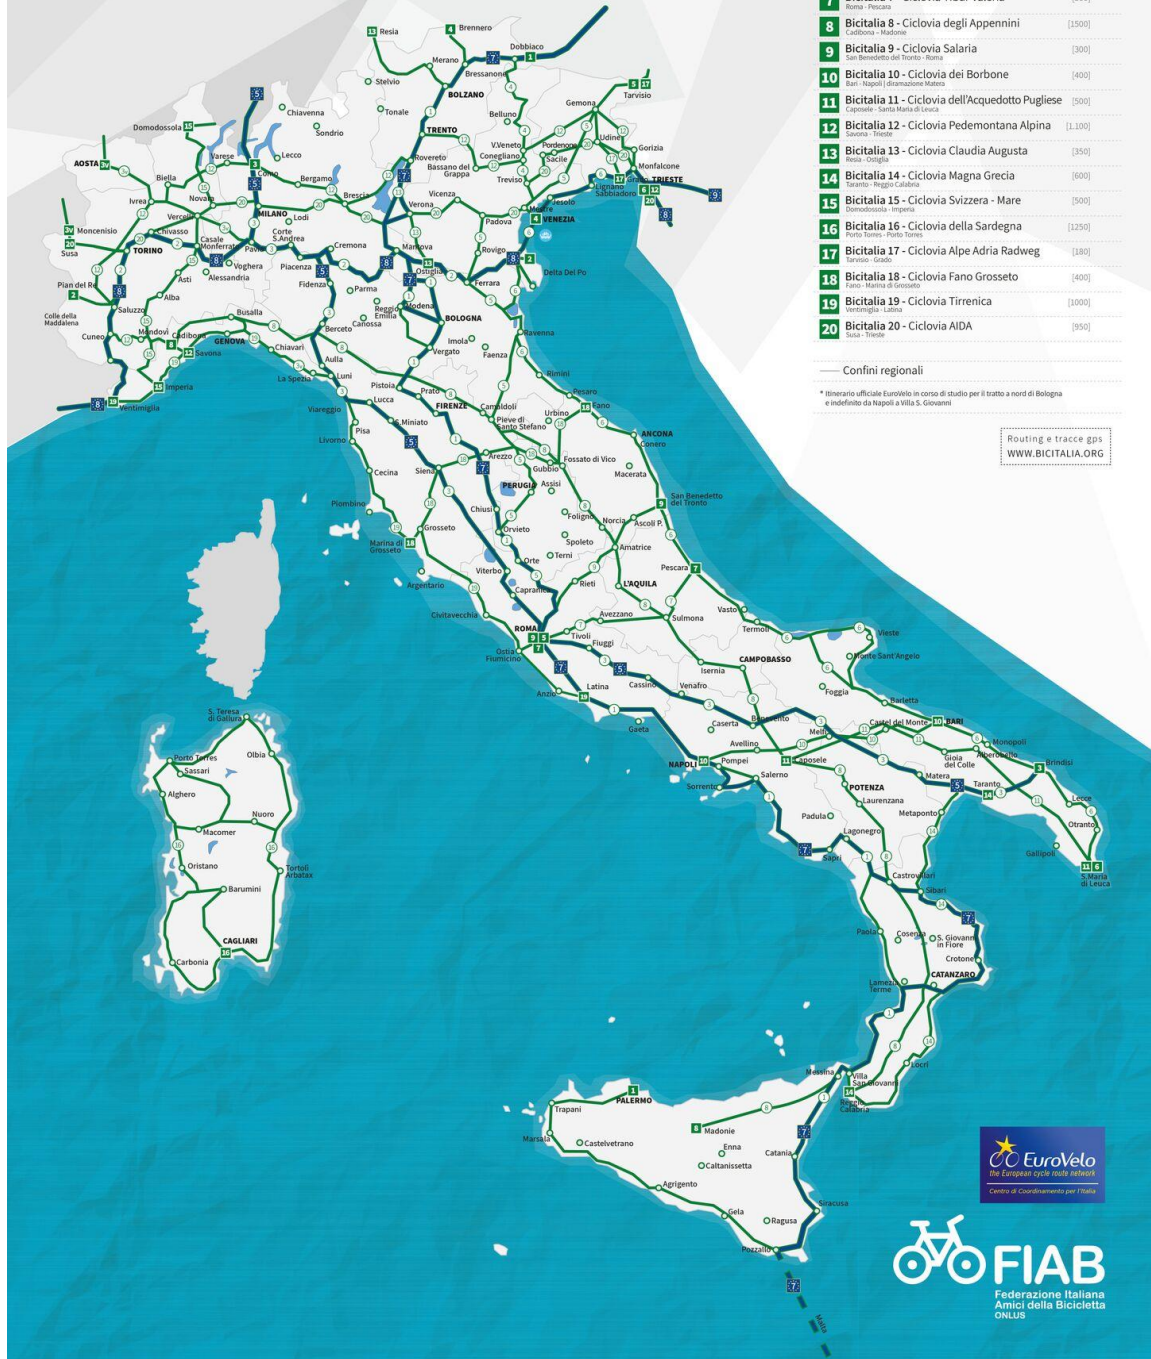 Roma - Pescara
8 Bicitalia 8 - Ciclovia degli Appennini [1500]
Cadibona – Madonie
9 Bicitalia 9 - Ciclovia Salaria [300]
San Benedetto del Tronto - Roma
10 Bicitalia 10 - Ciclovia dei Borbone [400]
Bari - Napoli | diramazione Matera
11 Bicitalia 11 - Ciclovia dell'Acquedotto Pugliese [500]
Caposele - Santa Maria di Leuca
12 Bicitalia 12 - Ciclovia Pedemontana Alpina [1.100]
Savona - Trieste
13 Bicitalia 13 - Ciclovia Claudia Augusta [350]
Resia - Ostiglia
14 Bicitalia 14 - Ciclovia Magna Grecia [600]
Taranto - Reggio Calabria
15 Bicitalia 15 - Ciclovia Svizzera - Mare [500]
Domodossola - Imperia
16 Bicitalia 16 - Ciclovia della Sardegna [1250]
Porto Torres - Porto Torres
17 Bicitalia 17 - Ciclovia Alpe Adria Radweg [180]
Tarvisio - Grado
18 Bicitalia 18 - Ciclovia Fano Grosseto [400]
Fano - Marina di Grosseto
19 Bicitalia 19 - Ciclovia Tirrenica [1000]
Ventimiglia - Latina
20 Bicitalia 20 - Ciclovia AIDA [950]
Susa - Trieste
Confini regionali
* Itinerario ufficiale EuroVelo in corso di studio per il tratto a nord di Bologna
e indefinito da Napoli a Villa S. Giovanni
Routing e tracce gps
WWW.BICITALIA.ORG
Resia
Brennero
Dobbiaco
Merano
Bressanone
Stelvio
BOLZANO
Tarvisio
Chiavenna
Tonale
Gemona
Domodossola
Sondrio
Belluno
TRENTO
Udine
AOSTA
Varese
Lecco
Rovereto
V.Veneto
Pordenone
Gorizia
Como
Bassano del
Grappa
Conegliano
Sacile
Monfalcone
Biella
Bergamo
Treviso
TRIESTE
Ivrea
Novara
Brescia
Vicenza
Lignano
Sabbiadoro
Vercelli
MILANO
Lodi
Verona
Padova
Mestre
Jesolo
Moncenisio
Chivasso
Corte
S.Andrea
VENEZIA
Susa
TORINO
Casale
Monferrato
Pavia
Cremona
Mantova
Rovigo
Voghera
Piacenza
Ostiglia
Delta Del Po
Pian del Re
Asti
Alessandria
Fidenza
Parma
Ferrara
Alba
Saluzzo
Reggio
Emilia
Modena
Colle della
Maddalena
Busalla
Canossa
BOLOGNA
Mondovì
Cadibona
Berceto
Ravenna
Cuneo
GENOVA
Chiavari
Imola
Savona
Vergato
Faenza
Aulla
La Spezia
Luni
Rimini
Imperia
Pistoia
Prato
Ventimiglia
Lucca
Pesaro
Viareggio
FIRENZE
Camaldoli
Fano
Pisa
S.Miniato
Pieve di
Santo Stefano
Urbino
Livorno
ANCONA
Conero
Arezzo
Fossato di Vico
Cecina
Siena
Gubbio
Macerata
PERUGIA
Assisi
Piombino
San Benedetto
del Tronto
Chiusi
Foligno
Grosseto
Norcia
Ascoli P.
Orvieto
Marina di
Grosseto
Spoleto
Amatrice
Terni
Viterbo
Orte
Pescara
Argentario
Rieti
L'AQUILA
Capranica
Civitavecchia
Avezzano
Vasto
Sulmona
ROMA
Tivoli
Termoli
Vieste
Ostia
Fiumicino
Fiuggi
CAMPOBASSO
Monte Sant'Angelo
Isernia
Anzio
Latina
Cassino
Venafro
Foggia
Barletta
Gaeta
Caserta
Benevento
Castel del Monte
BARI
Melfi
Avellino
Monopoli
NAPOLI
Pompei
Caposele
Gioia
del Colle
Alberobello
Brindisi
Sorrento
Salerno
Matera
Taranto
POTENZA
Laurenzana
Lecce
Padula
Metaponto
Otranto
Lagonegro
Gallipoli
Sapri
S.Maria
di Leuca
Castrovillari
Sibari
Paola
Cosenza
S. Giovanni
in Fiore
Crotone
Lamezia
Terme
CATANZARO
Locri
Messina
Villa
San Giovanni
Reggio
Calabria
S. Teresa
di Gallura
Olbia
Porto Torres
Sassari
Alghero
Nuoro
Macomer
Oristano
Tortolì
Arbatax
Barumini
CAGLIARI
Carbonia
PALERMO
Trapani
Madonie
Marsala
Castelvetrano
Enna
Catania
Caltanissetta
Agrigento
Siracusa
Gela
Ragusa
Pozzallo
Malta
EuroVelo
the European cycle route network
Centro di Coordinamento per l'Italia
FIAB
Federazione Italiana
Amici della Bicicletta
ONLUS